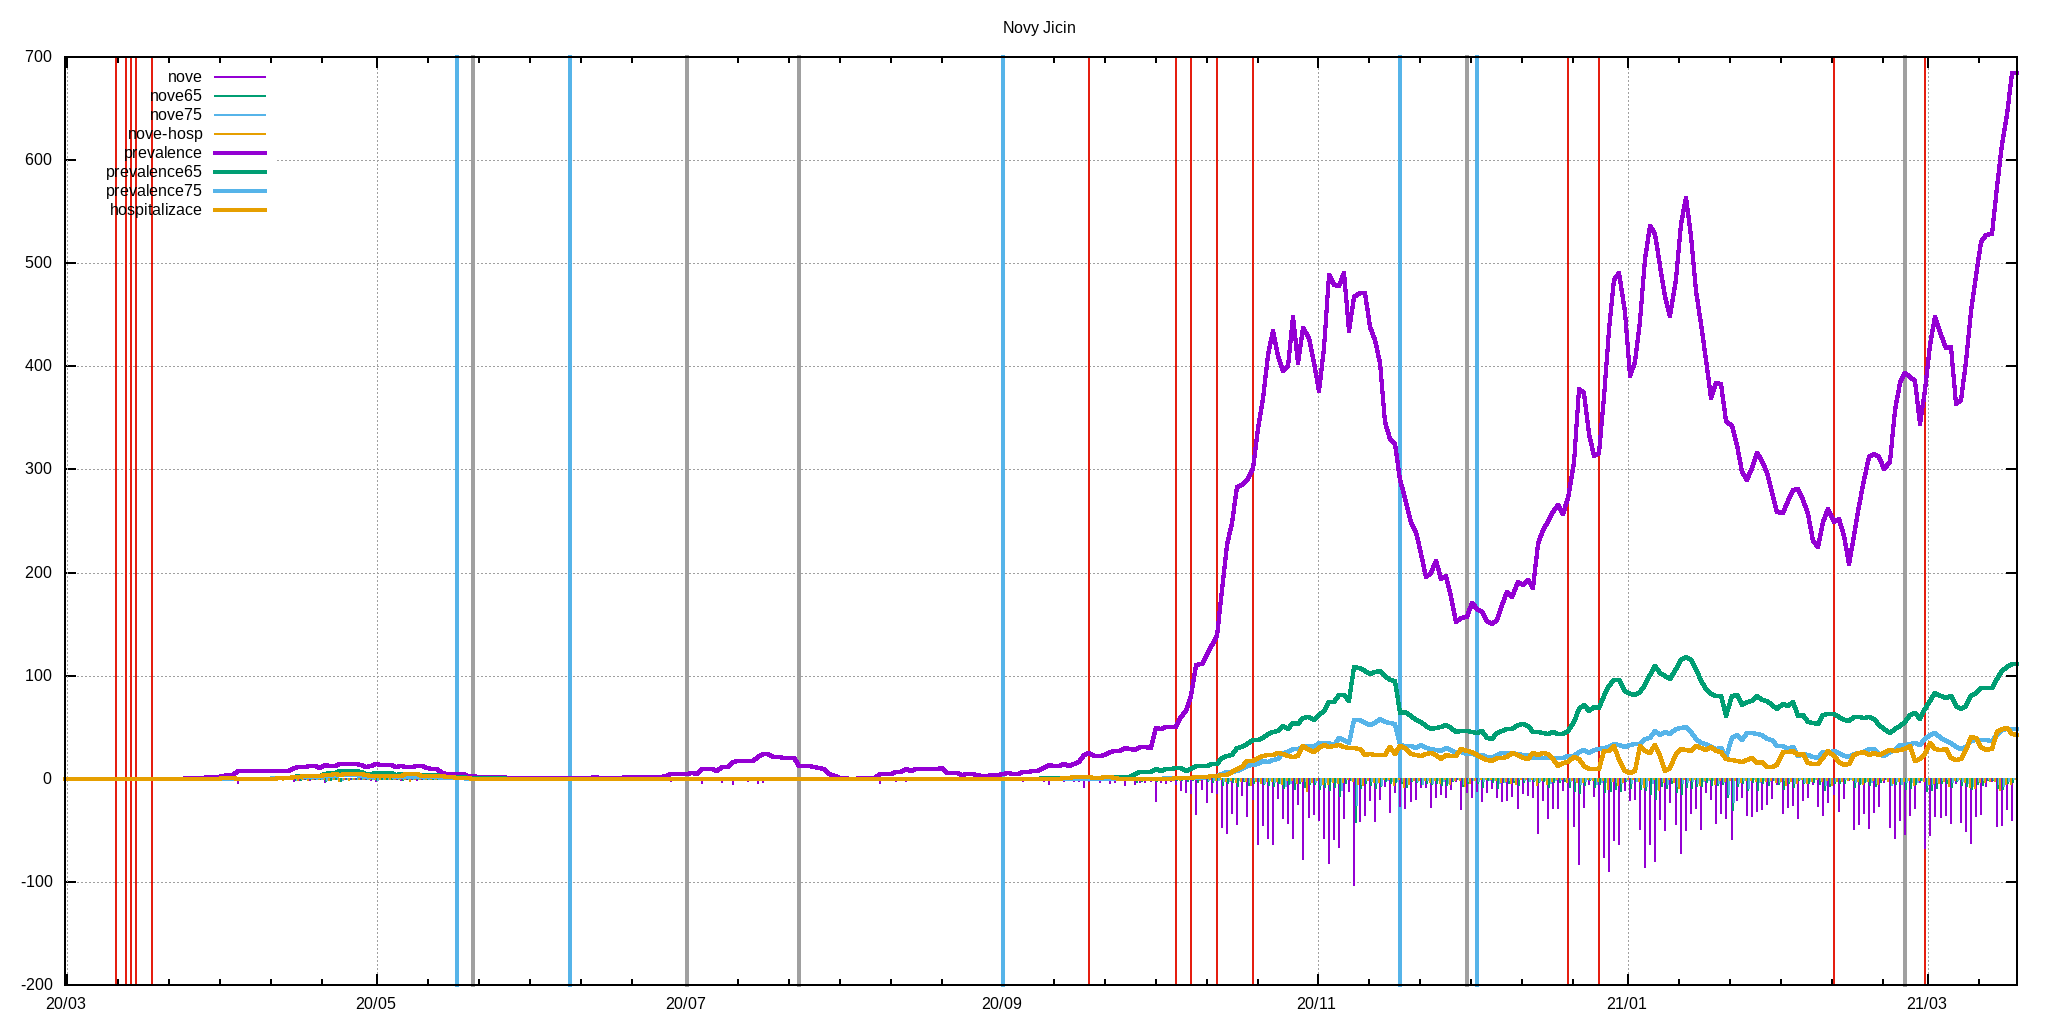 Novy Jicin
700
600
500
400
300
200
100
0
-100
-200
nove
nove65
nove75
nove-hosp
prevalence
prevalence65
prevalence75
hospitalizace
20/03 20/05 20/07 20/09 20/11 21/01 21/03